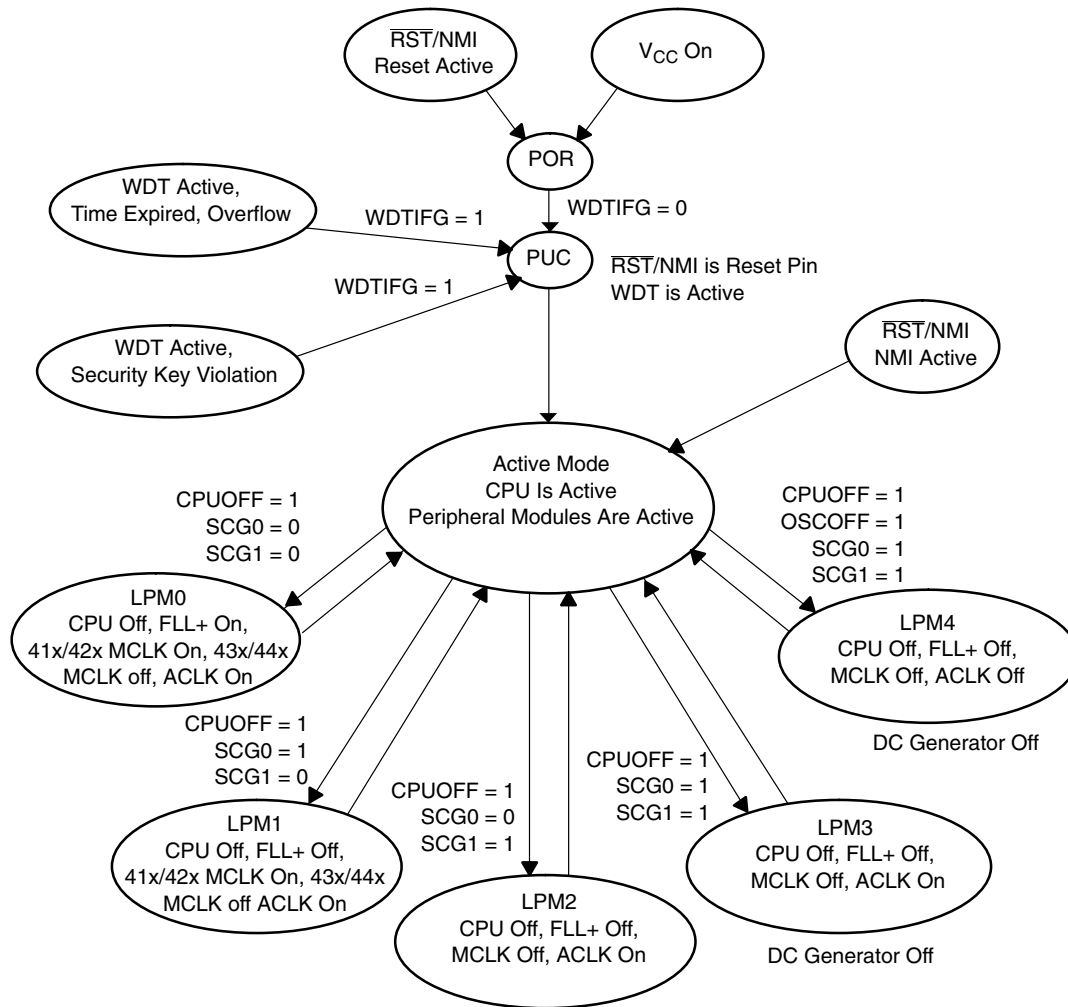 R̅S̅T̅/NMI
Reset Active
VCC On
POR
WDTIFG = 0
WDT Active,
Time Expired, Overflow
WDTIFG = 1
PUC
R̅S̅T̅/NMI is Reset Pin
WDT is Active
WDTIFG = 1
WDT Active,
Security Key Violation
R̅S̅T̅/NMI
NMI Active
Active Mode
CPU Is Active
Peripheral Modules Are Active
CPUOFF = 1
SCG0 = 0
SCG1 = 0
CPUOFF = 1
OSCOFF = 1
SCG0 = 1
SCG1 = 1
LPM0
CPU Off, FLL+ On,
41x/42x MCLK On, 43x/44x
MCLK off, ACLK On
LPM4
CPU Off, FLL+ Off,
MCLK Off, ACLK Off
DC Generator Off
CPUOFF = 1
SCG0 = 1
SCG1 = 0
CPUOFF = 1
SCG0 = 0
SCG1 = 1
CPUOFF = 1
SCG0 = 1
SCG1 = 1
LPM1
CPU Off, FLL+ Off,
41x/42x MCLK On, 43x/44x
MCLK off ACLK On
LPM2
CPU Off, FLL+ Off,
MCLK Off, ACLK On
LPM3
CPU Off, FLL+ Off,
MCLK Off, ACLK On
DC Generator Off